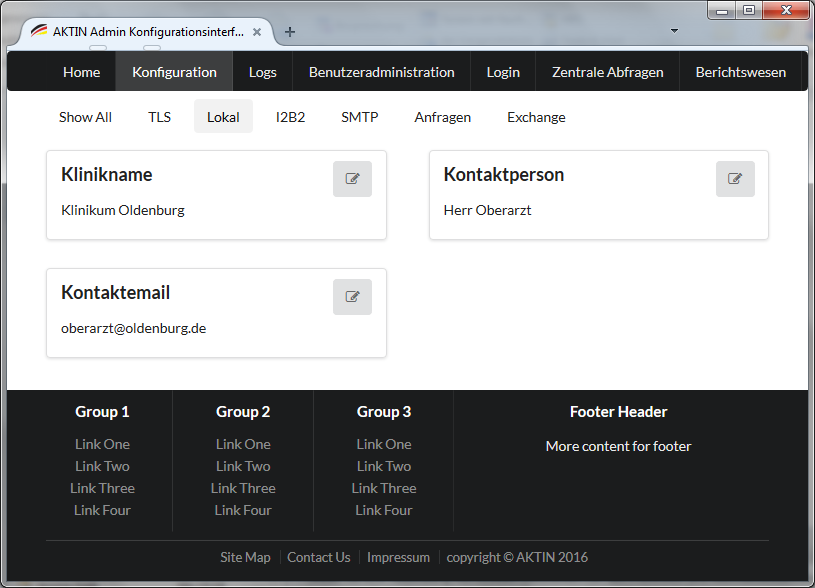 AKTIN Admin Konfigurationsinterf...
Home Konfiguration Logs Benutzeradministration Login Zentrale Abfragen Berichtswesen
Show All TLS Lokal I2B2 SMTP Anfragen Exchange
Klinikname
Klinikum Oldenburg
Kontaktperson
Herr Oberarzt
Kontaktemail
oberarzt@oldenburg.de
Group 1
Link One
Link Two
Link Three
Link Four
Group 2
Link One
Link Two
Link Three
Link Four
Group 3
Link One
Link Two
Link Three
Link Four
Footer Header
More content for footer
Site Map Contact Us Impressum copyright © AKTIN 2016